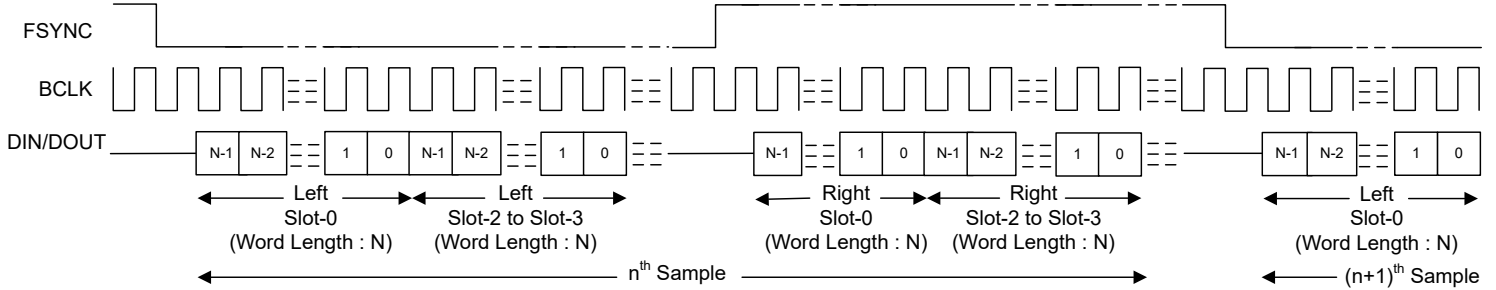 FSYNC
BCLK
DIN/DOUT
N-1 N-2 1 0 N-1 N-2 1 0 N-1 1 0 N-1 N-2 1 0 N-1 N-2 1 0
Left Left Right Right Left
Slot-0 Slot-2 to Slot-3 Slot-0 Slot-2 to Slot-3 Slot-0
(Word Length : N) (Word Length : N) (Word Length : N) (Word Length : N) (Word Length : N)
nth Sample (n+1)th Sample